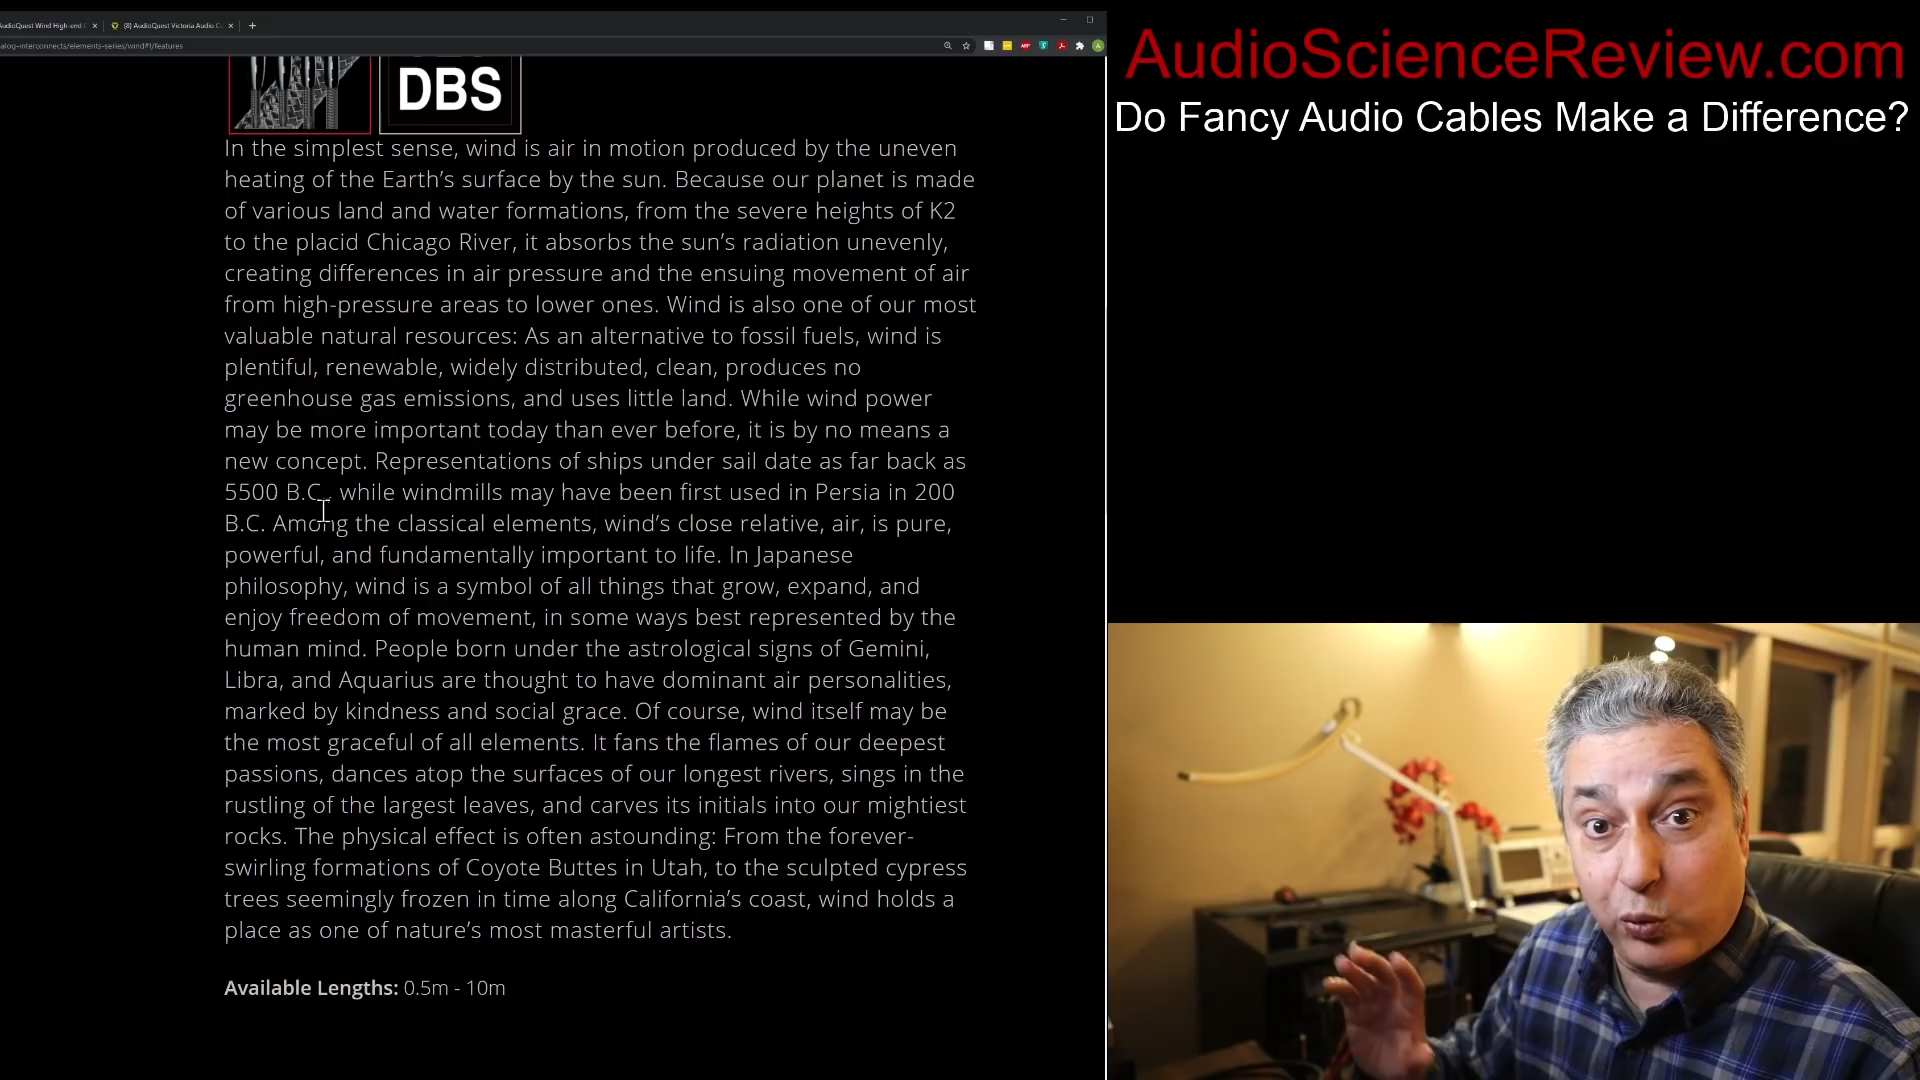 AudioQuest Wind High-end
(8) AudioQuest Victoria Audio C
alog-interconnects/elements-series/wind#!/features
DBS
In the simplest sense, wind is air in motion produced by the uneven
heating of the Earth's surface by the sun. Because our planet is made
of various land and water formations, from the severe heights of K2
to the placid Chicago River, it absorbs the sun's radiation unevenly,
creating differences in air pressure and the ensuing movement of air
from high-pressure areas to lower ones. Wind is also one of our most
valuable natural resources: As an alternative to fossil fuels, wind is
plentiful, renewable, widely distributed, clean, produces no
greenhouse gas emissions, and uses little land. While wind power
may be more important today than ever before, it is by no means a
new concept. Representations of ships under sail date as far back as
5500 B.C., while windmills may have been first used in Persia in 200
B.C. Among the classical elements, wind's close relative, air, is pure,
powerful, and fundamentally important to life. In Japanese
philosophy, wind is a symbol of all things that grow, expand, and
enjoy freedom of movement, in some ways best represented by the
human mind. People born under the astrological signs of Gemini,
Libra, and Aquarius are thought to have dominant air personalities,
marked by kindness and social grace. Of course, wind itself may be
the most graceful of all elements. It fans the flames of our deepest
passions, dances atop the surfaces of our longest rivers, sings in the
rustling of the largest leaves, and carves its initials into our mightiest
rocks. The physical effect is often astounding: From the forever-
swirling formations of Coyote Buttes in Utah, to the sculpted cypress
trees seemingly frozen in time along California's coast, wind holds a
place as one of nature's most masterful artists.
Available Lengths: 0.5m - 10m
AudioScienceReview.com
Do Fancy Audio Cables Make a Difference?